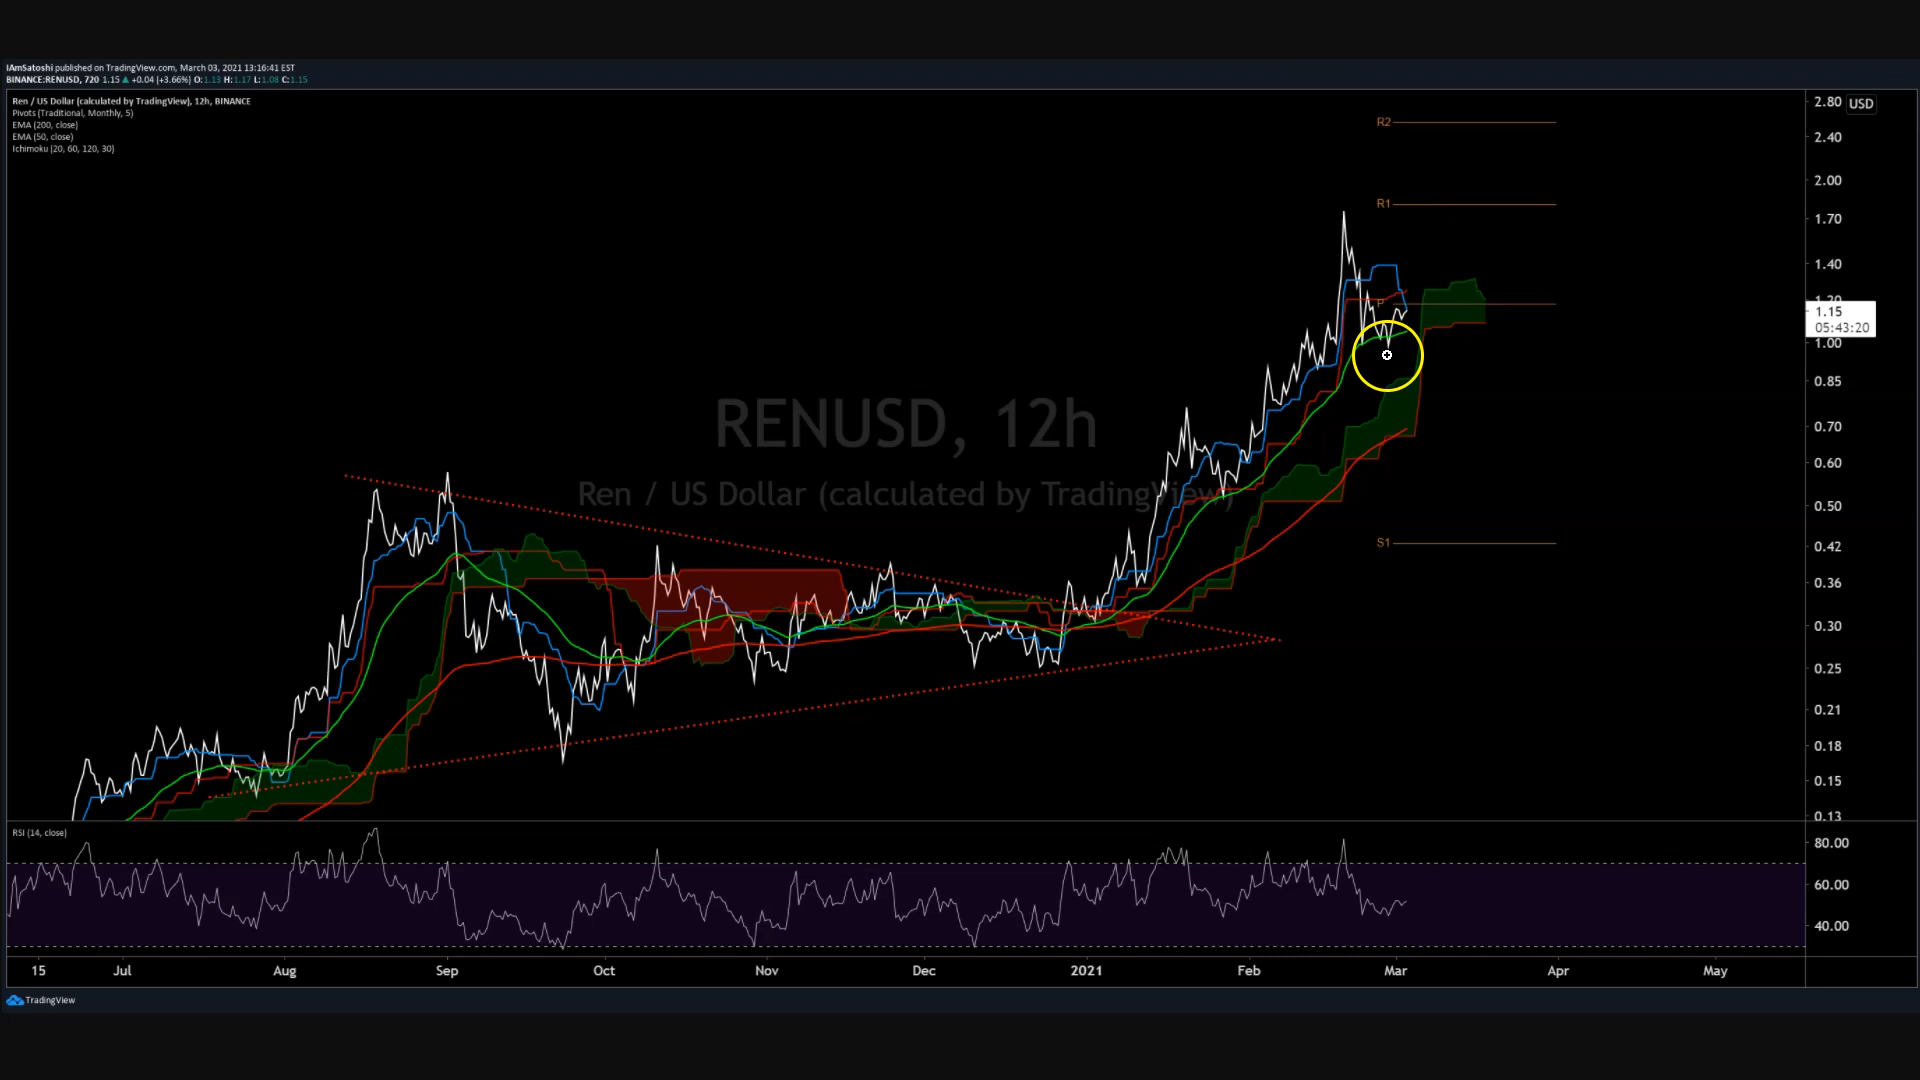 IAmSatoshi published on TradingView.com, March 03, 2021 13:16:41 EST
BINANCE:RENUSD, 720 1.15 ▲ +0.04 (+3.66%) O:1.13 H:1.17 L:1.08 C:1.15
Ren / US Dollar (calculated by TradingView), 12h, BINANCE
Pivots (Traditional, Monthly, 5)
EMA (200, close)
EMA (50, close)
Ichimoku (20, 60, 120, 30)
2.80 USD
R2
2.40
2.00
R1
1.70
1.40
P
1.20
1.15
05:43:20
1.00
0.85
RENUSD, 12h
0.70
0.60
Ren / US Dollar (calculated by TradingView)
0.50
S1
0.42
0.36
0.30
0.25
0.21
0.18
0.15
0.13
RSI (14, close)
80.00
60.00
40.00
15 Jul Aug Sep Oct Nov Dec 2021 Feb Mar Apr May
TradingView